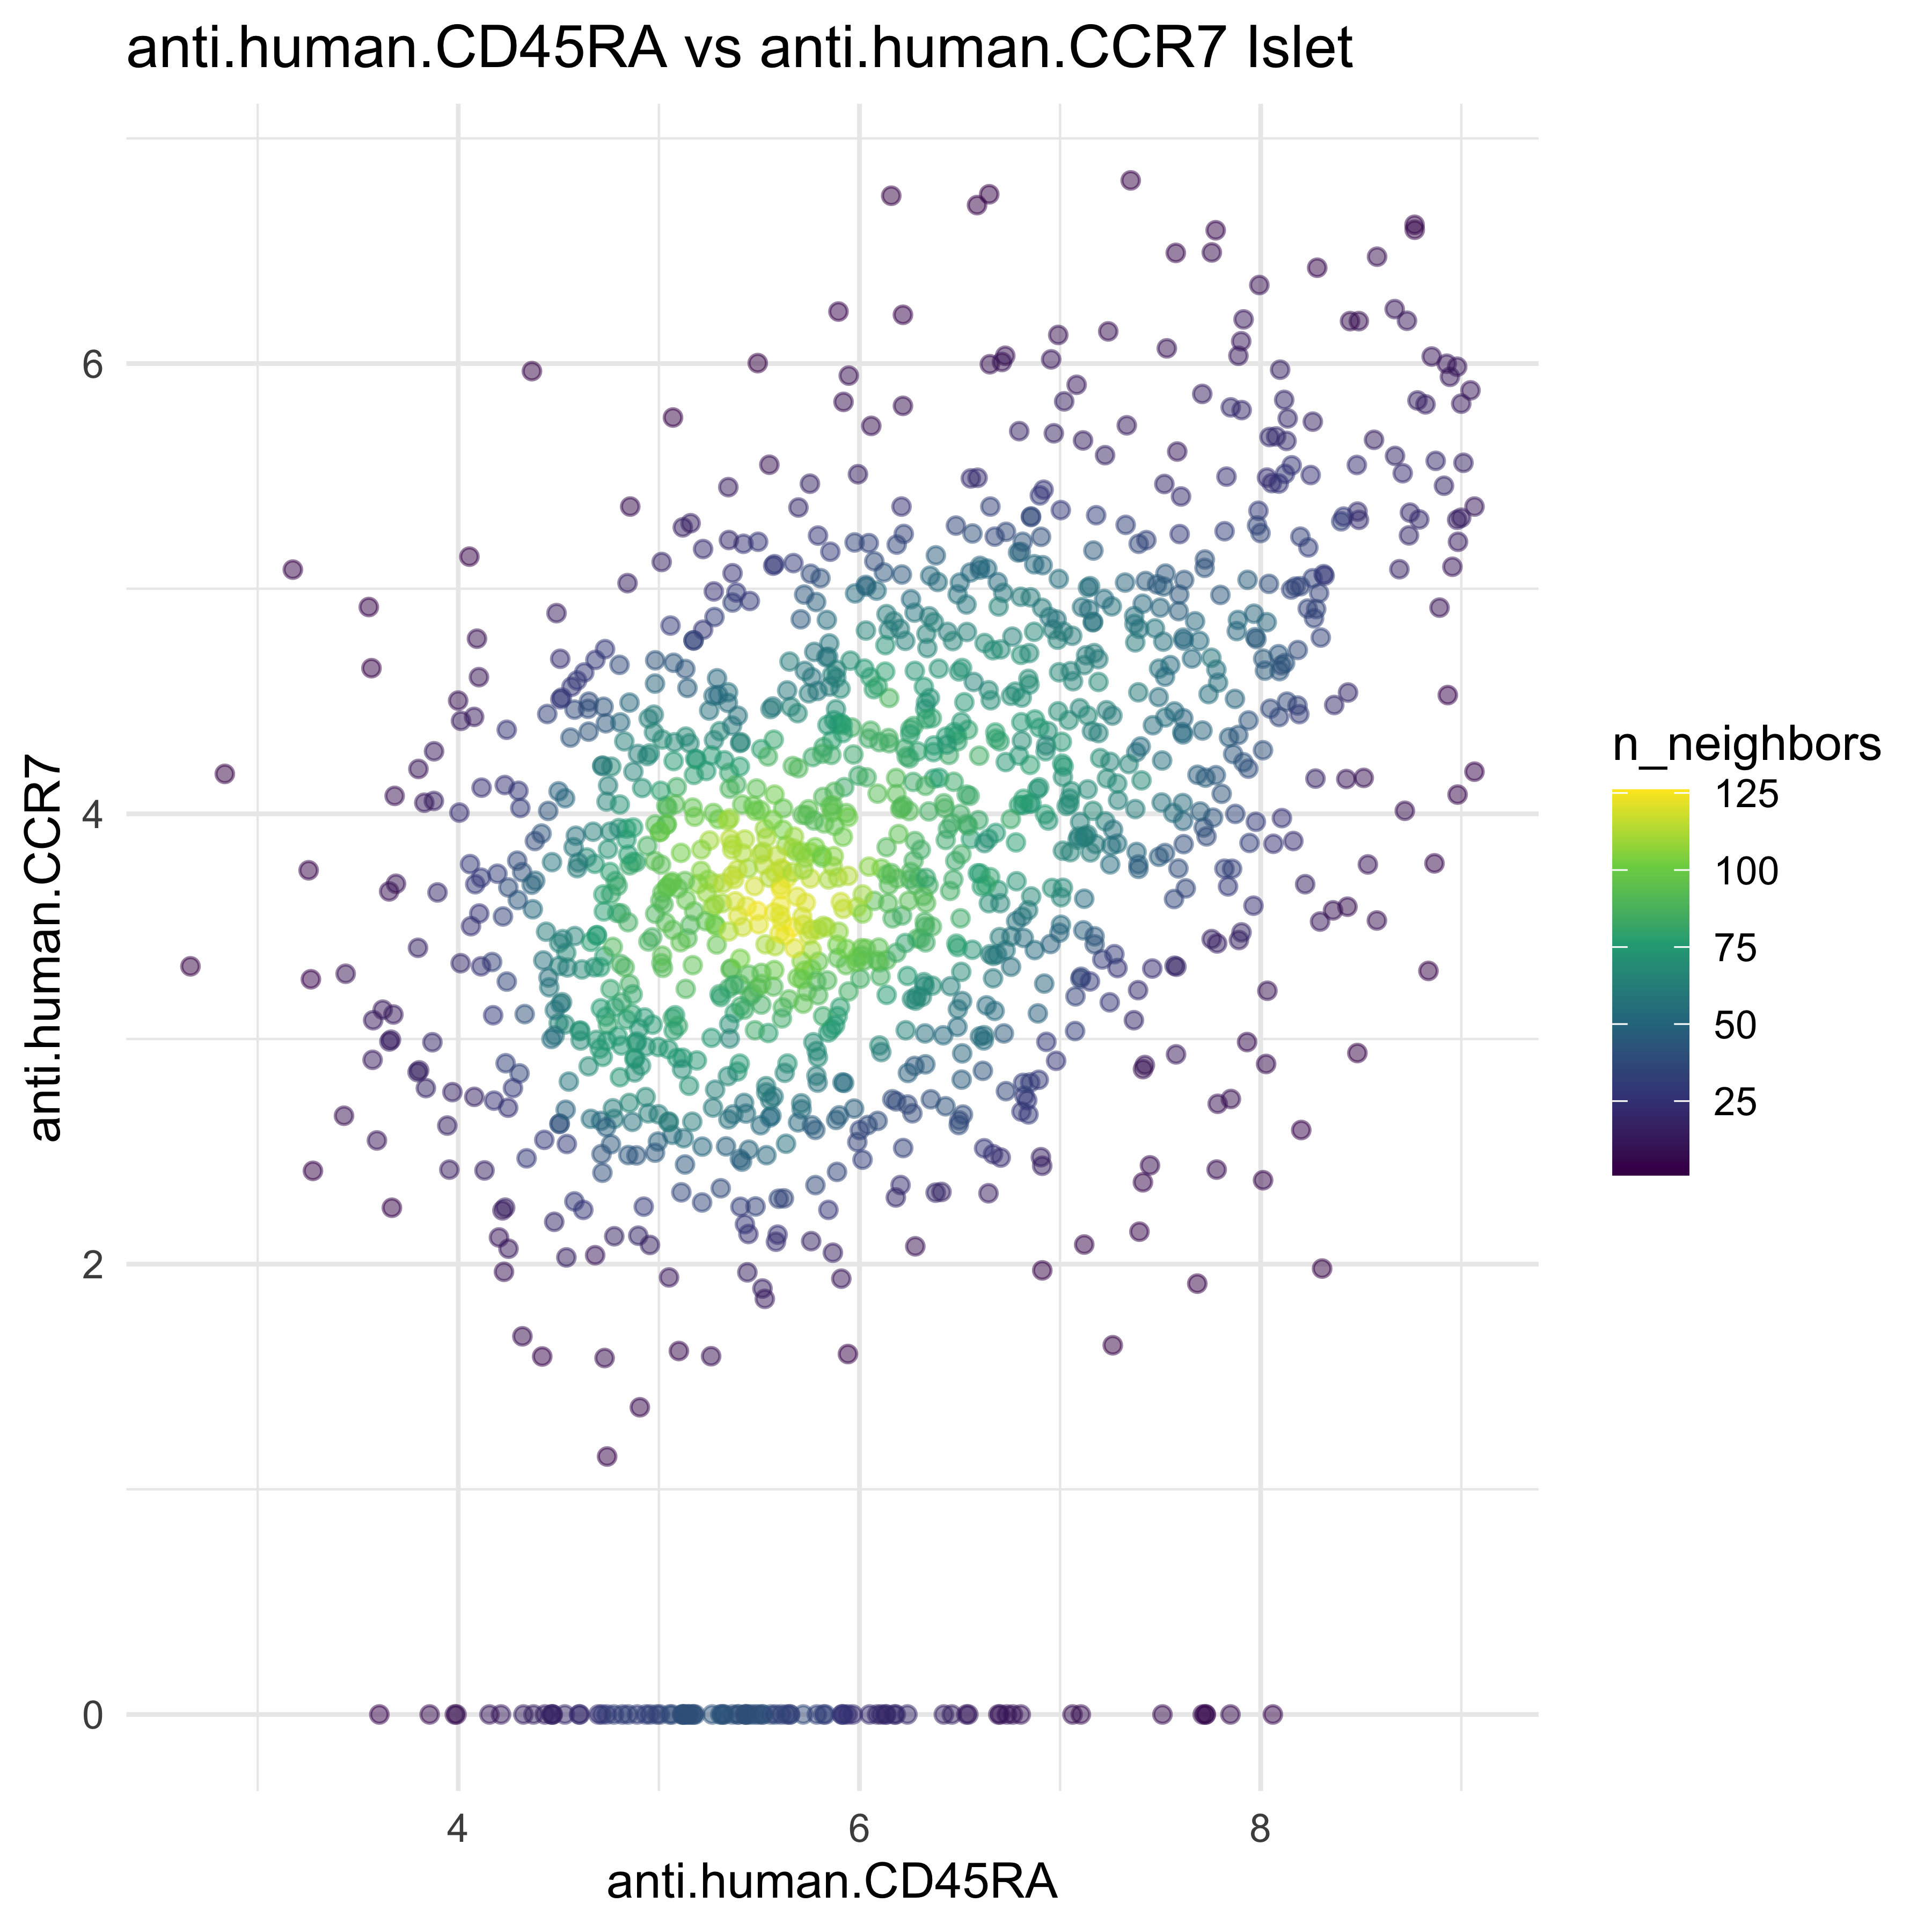 anti.human.CD45RA vs anti.human.CCR7 Islet
anti.human.CCR7
6
4
2
0
4 6 8
anti.human.CD45RA
n_neighbors
125
100
75
50
25